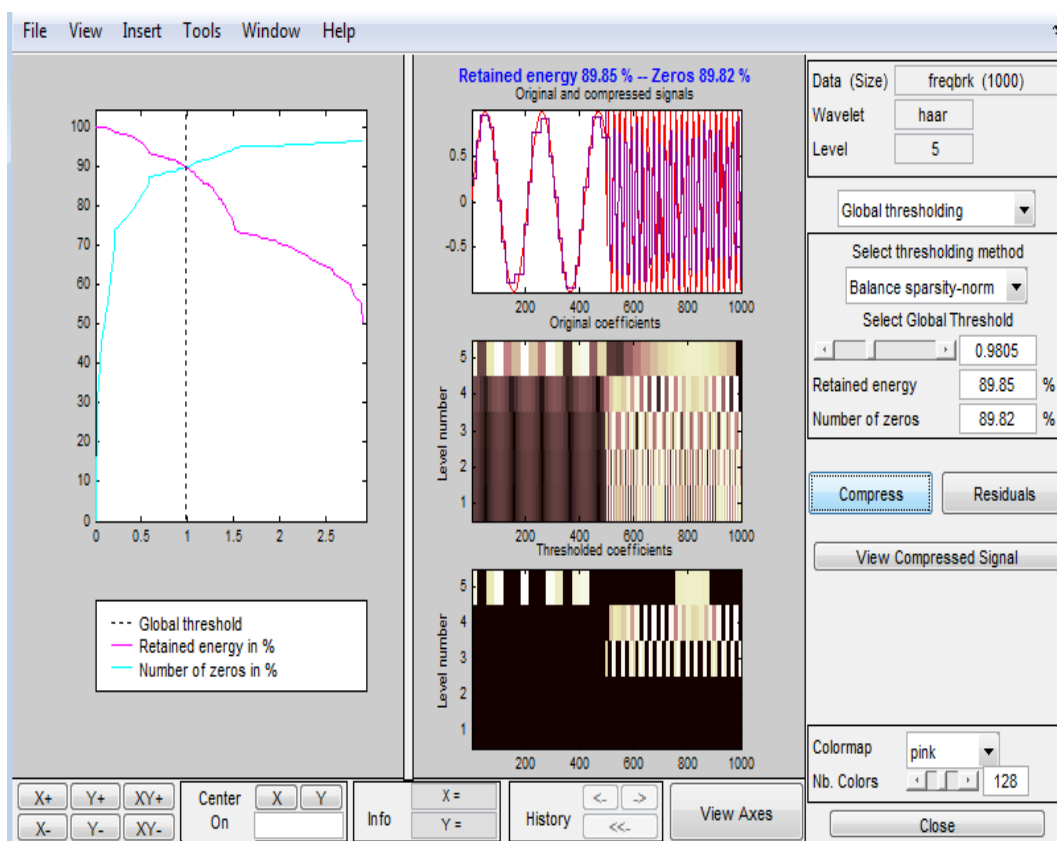 File View Insert Tools Window Help
100
90
80
70
60
50
40
30
20
10
0
0 0.5 1 1.5 2 2.5
Global threshold
Retained energy in %
Number of zeros in %
Retained energy 89.85 % -- Zeros 89.82 %
Original and compressed signals
0.5
0
-0.5
200 400 600 800 1000
Original coefficients
Level number
5
4
3
2
1
200 400 600 800 1000
Thresholded coefficients
Level number
5
4
3
2
1
200 400 600 800 1000
Data (Size) freqbrk (1000)
Wavelet haar
Level 5
Global thresholding
Select thresholding method
Balance sparsity-norm
Select Global Threshold
0.9805
Retained energy 89.85 %
Number of zeros 89.82 %
Compress Residuals
View Compressed Signal
Colormap pink
Nb. Colors 128
Close
X+ Y+ XY+
X- Y- XY-
Center On X Y
Info X = Y =
History <- -> <<-
View Axes